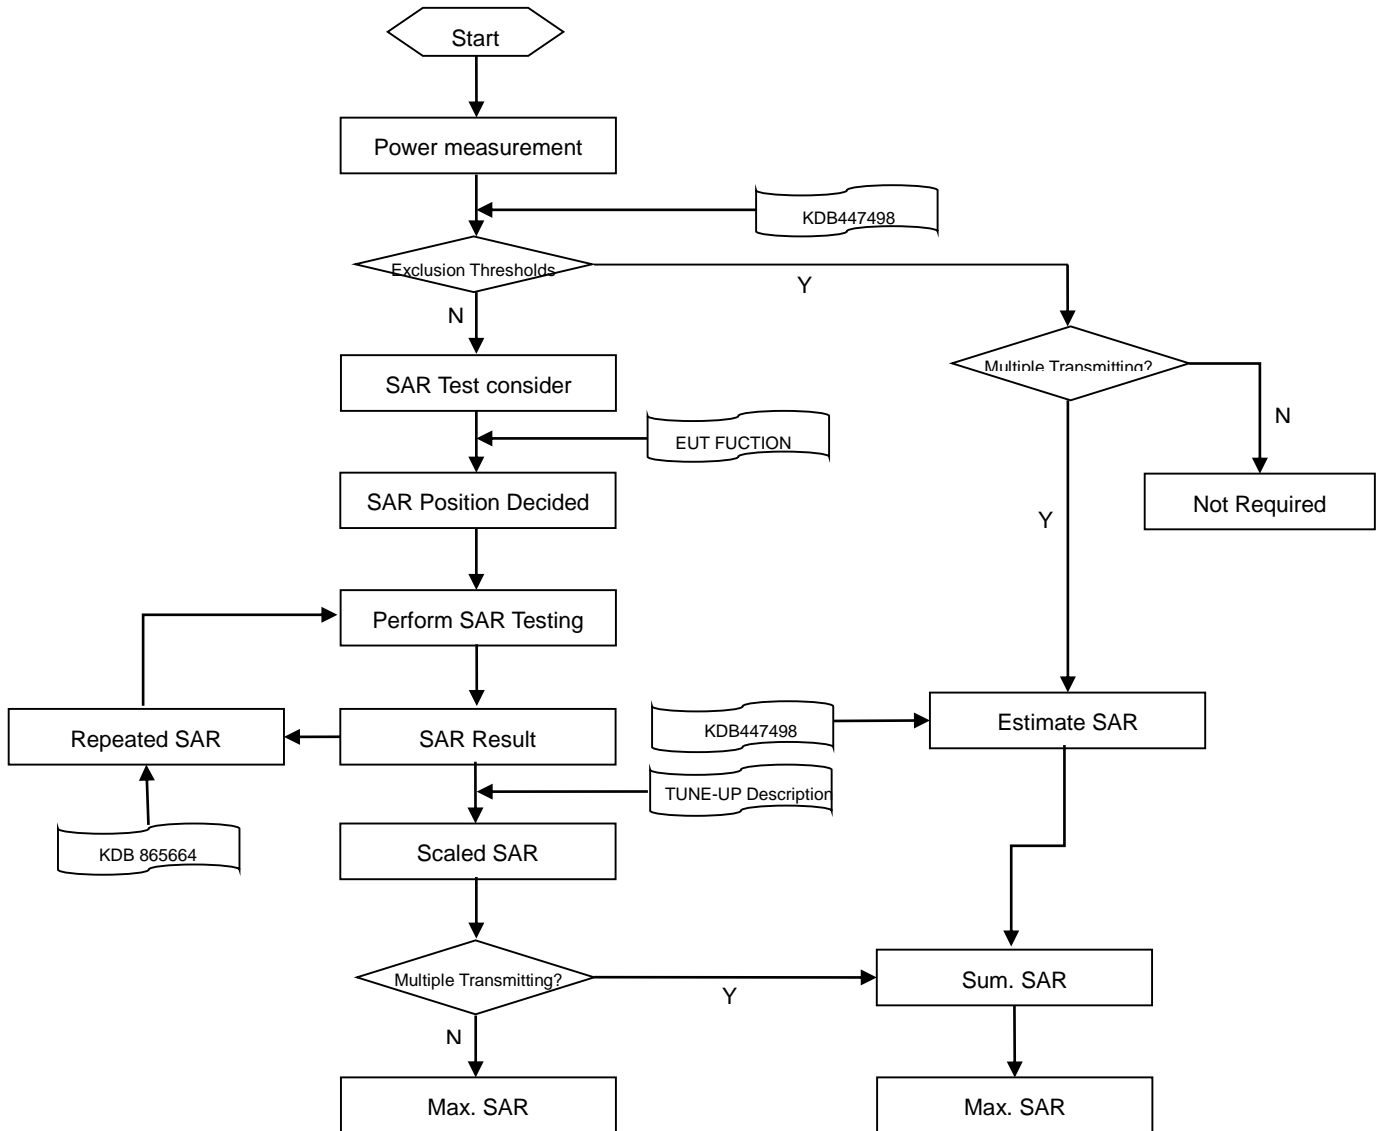 Start
Power measurement
KDB447498
Exclusion Thresholds
Y
N
Multiple Transmitting?
SAR Test consider
N
EUT FUCTION
SAR Position Decided
Not Required
Y
Perform SAR Testing
Repeated SAR
SAR Result
KDB447498
Estimate SAR
TUNE-UP Description
KDB 865664
Scaled SAR
Multiple Transmitting?
Y
Sum. SAR
N
Max. SAR
Max. SAR